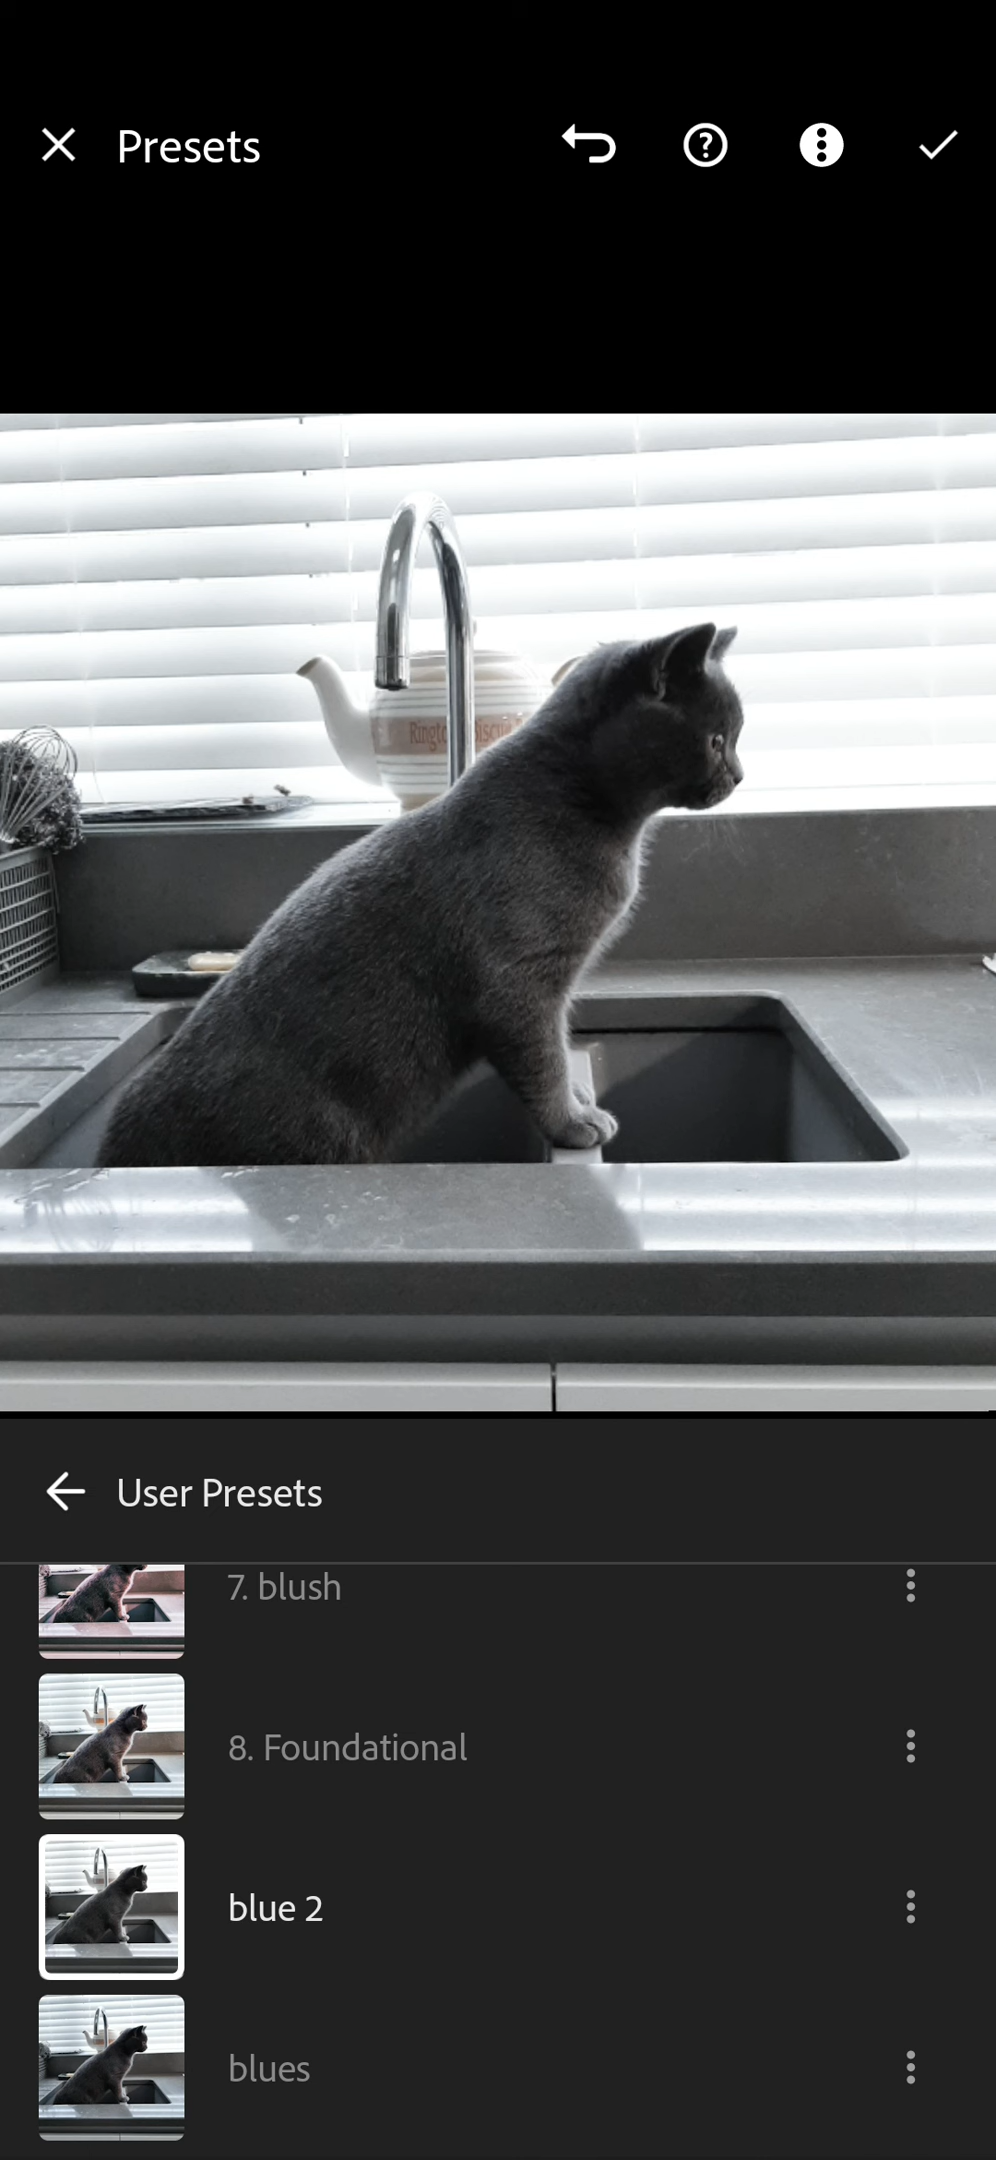 Presets
User Presets
7. blush
8. Foundational
blue 2
blues